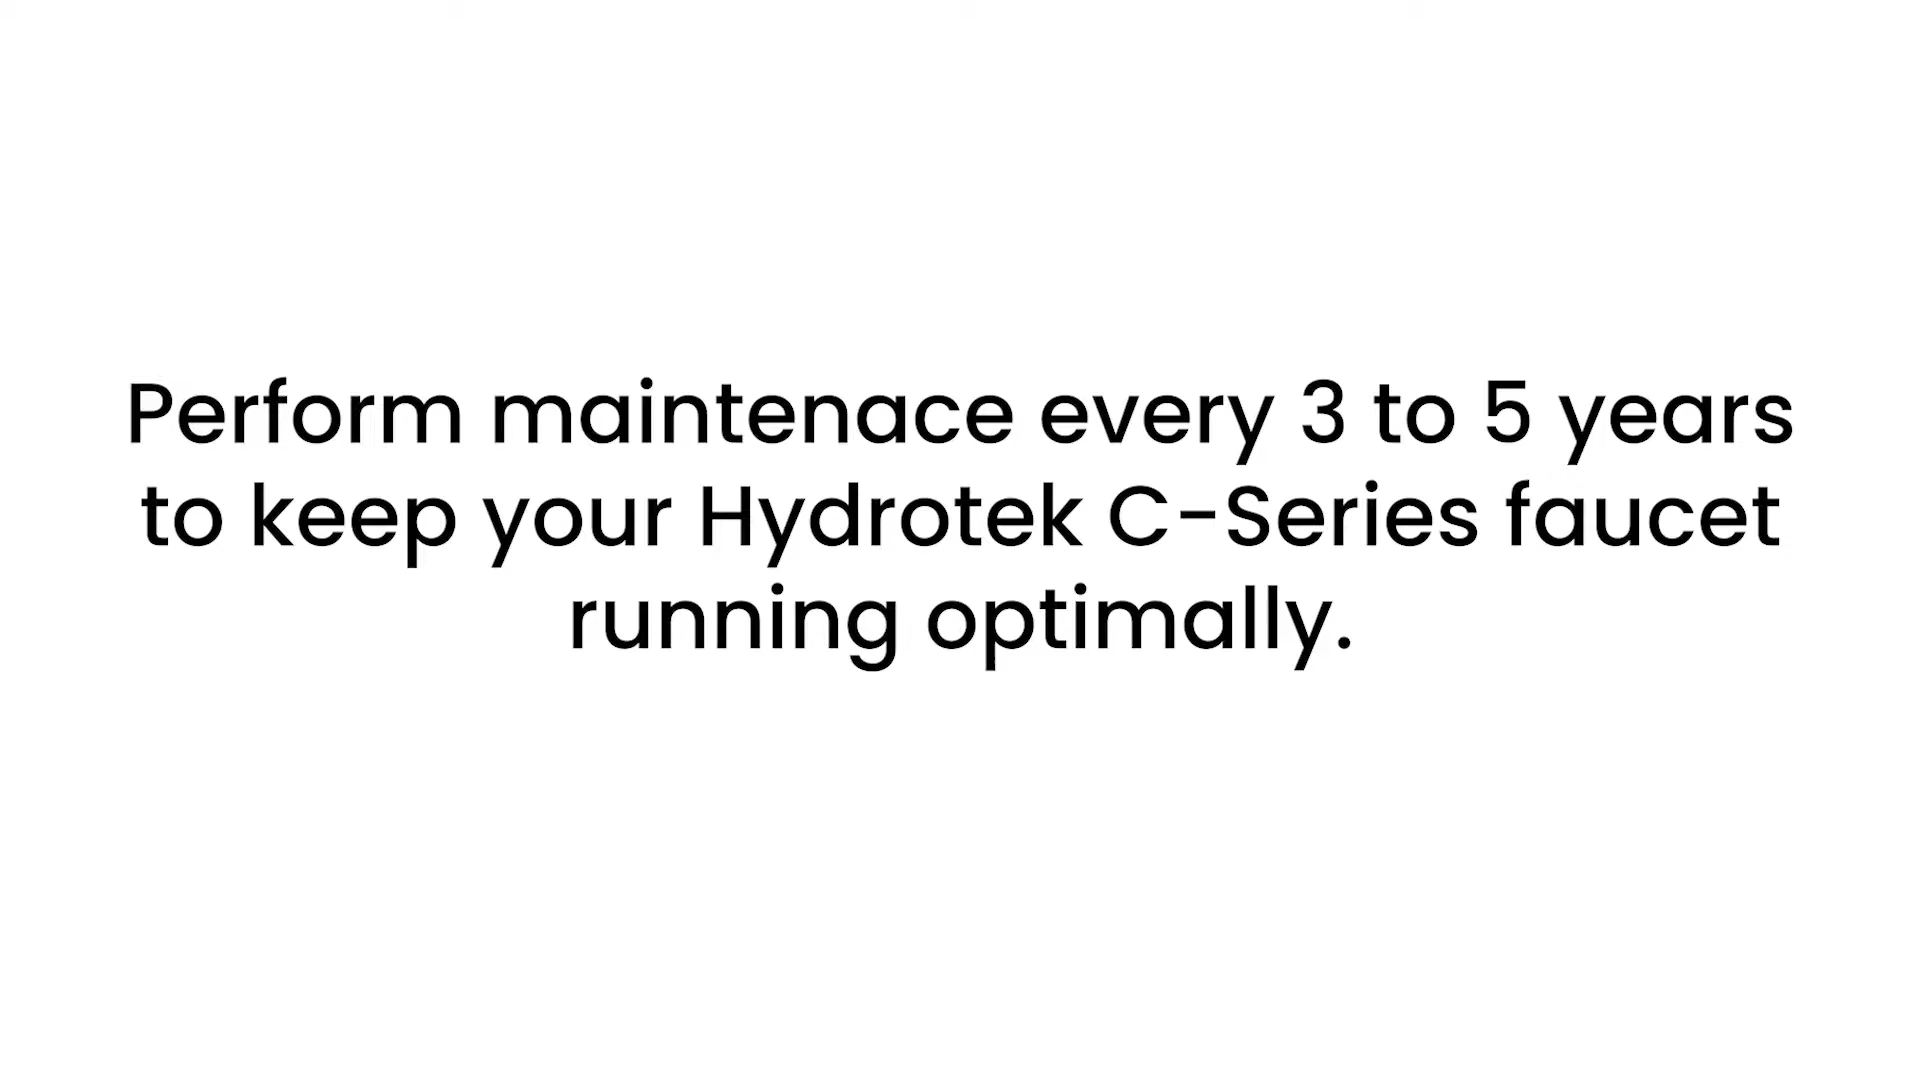 Perform maintenace every 3 to 5 years
to keep your Hydrotek C-Series faucet
running optimally.